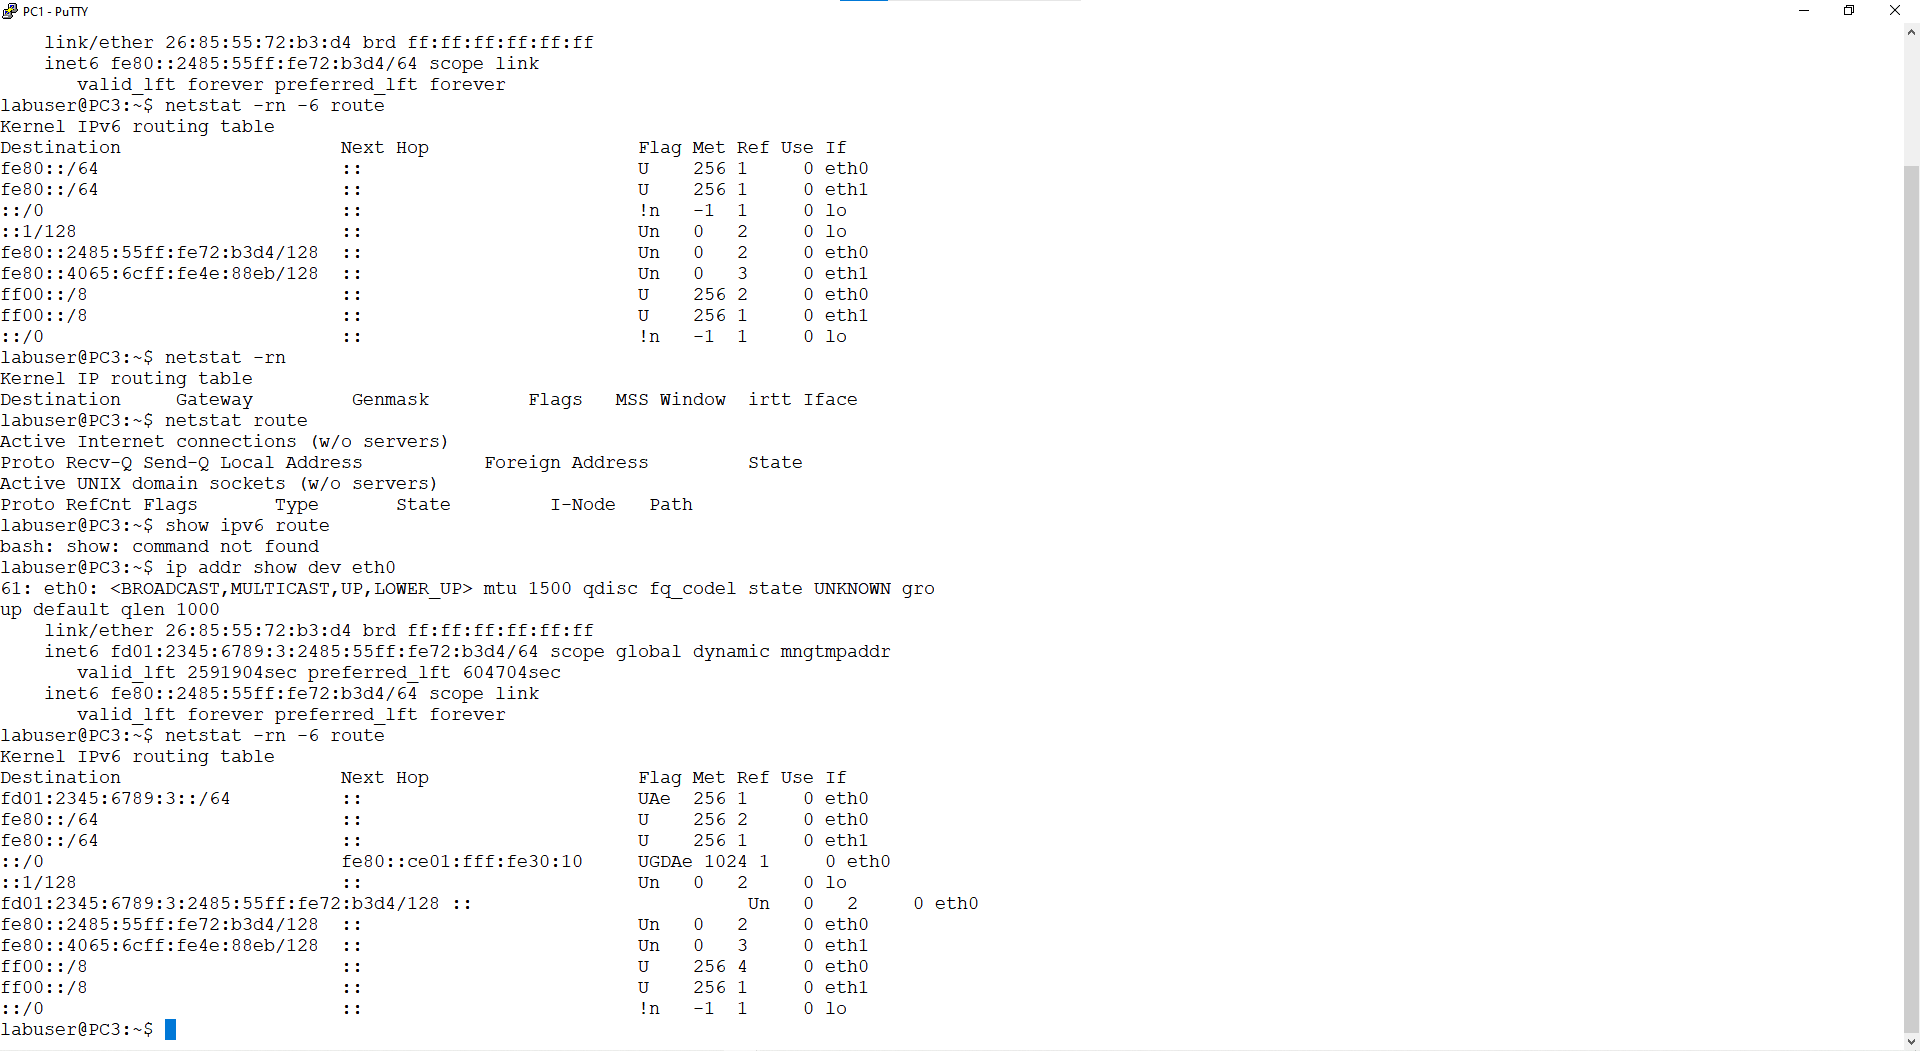 PC1 - PuTTY
    link/ether 26:85:55:72:b3:d4 brd ff:ff:ff:ff:ff:ff
    inet6 fe80::2485:55ff:fe72:b3d4/64 scope link
       valid_lft forever preferred_lft forever
labuser@PC3:~$ netstat -rn -6 route
Kernel IPv6 routing table
Destination                    Next Hop                   Flag Met Ref Use If
fe80::/64                      ::                         U    256 1     0 eth0
fe80::/64                      ::                         U    256 1     0 eth1
::/0                           ::                         !n   -1  1     0 lo
::1/128                        ::                         Un   0   2     0 lo
fe80::2485:55ff:fe72:b3d4/128  ::                         Un   0   2     0 eth0
fe80::4065:6cff:fe4e:88eb/128  ::                         Un   0   3     0 eth1
ff00::/8                       ::                         U    256 2     0 eth0
ff00::/8                       ::                         U    256 1     0 eth1
::/0                           ::                         !n   -1  1     0 lo
labuser@PC3:~$ netstat -rn
Kernel IP routing table
Destination     Gateway         Genmask         Flags   MSS Window  irtt Iface
labuser@PC3:~$ netstat route
Active Internet connections (w/o servers)
Proto Recv-Q Send-Q Local Address           Foreign Address         State
Active UNIX domain sockets (w/o servers)
Proto RefCnt Flags       Type       State         I-Node   Path
labuser@PC3:~$ show ipv6 route
bash: show: command not found
labuser@PC3:~$ ip addr show dev eth0
61: eth0: <BROADCAST,MULTICAST,UP,LOWER_UP> mtu 1500 qdisc fq_codel state UNKNOWN gro
up default qlen 1000
    link/ether 26:85:55:72:b3:d4 brd ff:ff:ff:ff:ff:ff
    inet6 fd01:2345:6789:3:2485:55ff:fe72:b3d4/64 scope global dynamic mngtmpaddr
       valid_lft 2591904sec preferred_lft 604704sec
    inet6 fe80::2485:55ff:fe72:b3d4/64 scope link
       valid_lft forever preferred_lft forever
labuser@PC3:~$ netstat -rn -6 route
Kernel IPv6 routing table
Destination                    Next Hop                   Flag Met Ref Use If
fd01:2345:6789:3::/64          ::                         UAe  256 1     0 eth0
fe80::/64                      ::                         U    256 2     0 eth0
fe80::/64                      ::                         U    256 1     0 eth1
::/0                           fe80::ce01:fff:fe30:10     UGDAe 1024 1     0 eth0
::1/128                        ::                         Un   0   2     0 lo
fd01:2345:6789:3:2485:55ff:fe72:b3d4/128 ::                         Un   0   2     0 eth0
fe80::2485:55ff:fe72:b3d4/128  ::                         Un   0   2     0 eth0
fe80::4065:6cff:fe4e:88eb/128  ::                         Un   0   3     0 eth1
ff00::/8                       ::                         U    256 4     0 eth0
ff00::/8                       ::                         U    256 1     0 eth1
::/0                           ::                         !n   -1  1     0 lo
labuser@PC3:~$